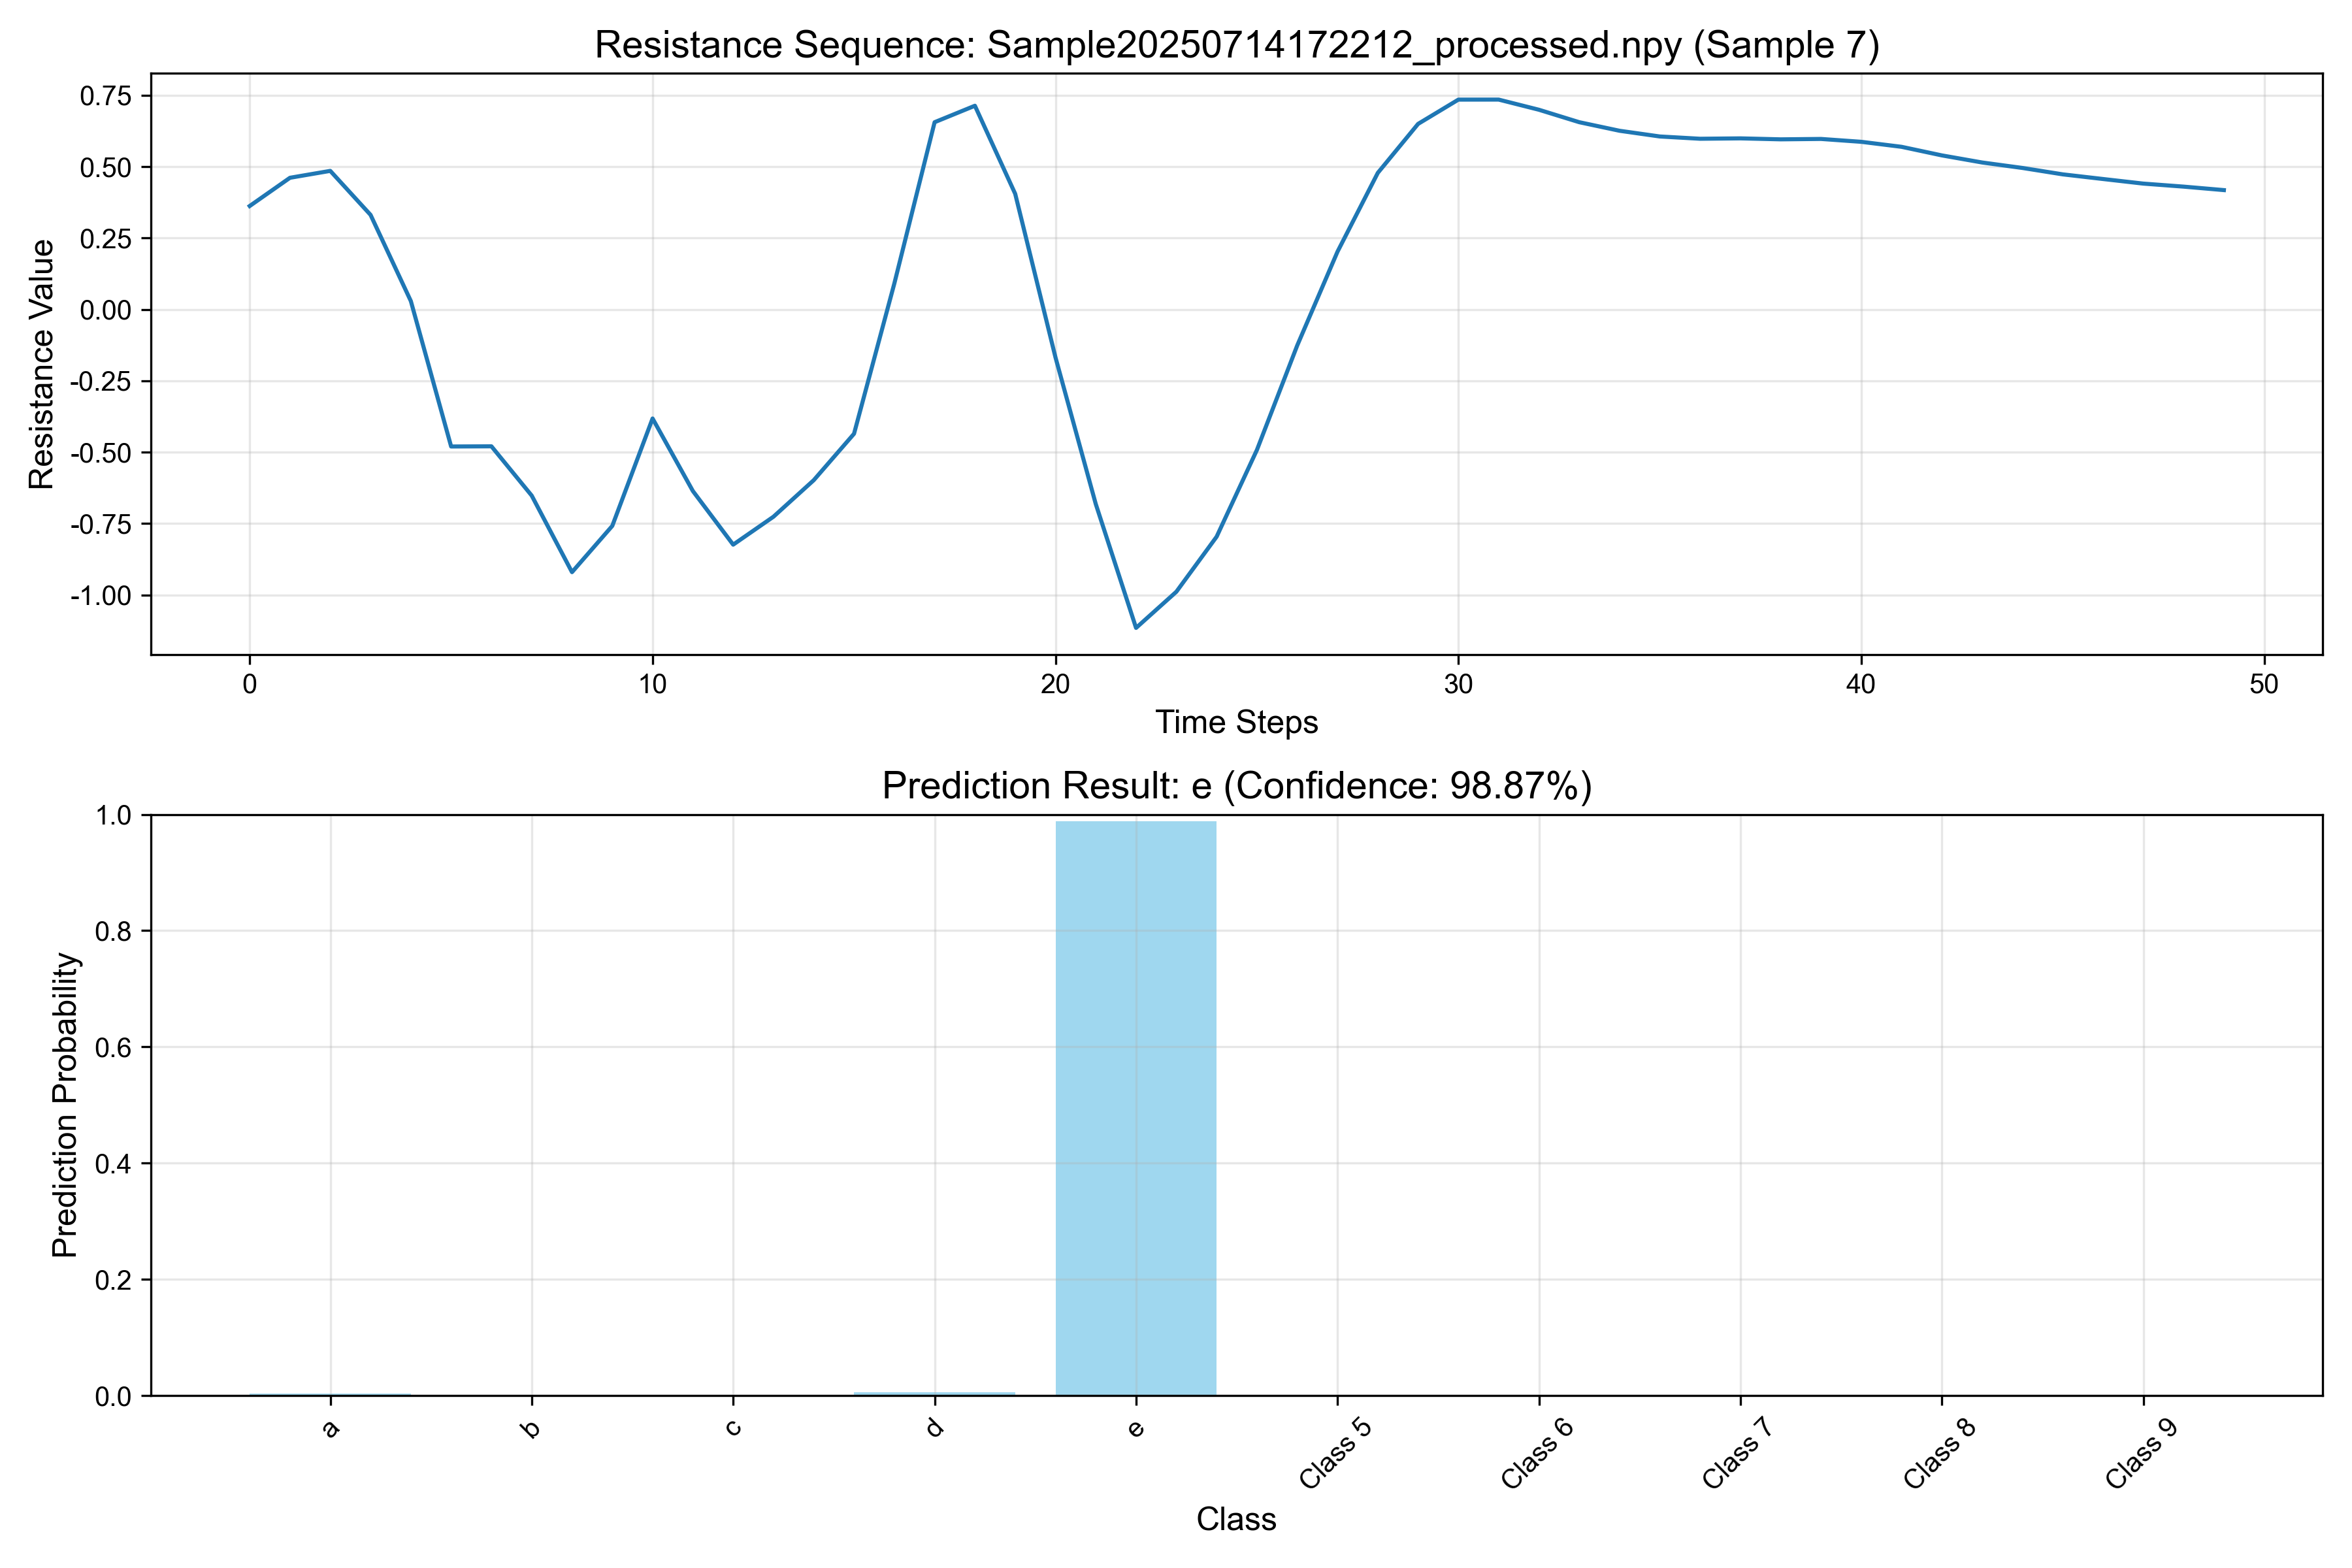 Resistance Sequence: Sample20250714172212_processed.npy (Sample 7)
Resistance Value
0.75
0.50
0.25
0.00
-0.25
-0.50
-0.75
-1.00
0 10 20 30 40 50
Time Steps
Prediction Result: e (Confidence: 98.87%)
Prediction Probability
1.0
0.8
0.6
0.4
0.2
0.0
a b c d e Class 5 Class 6 Class 7 Class 8 Class 9
Class